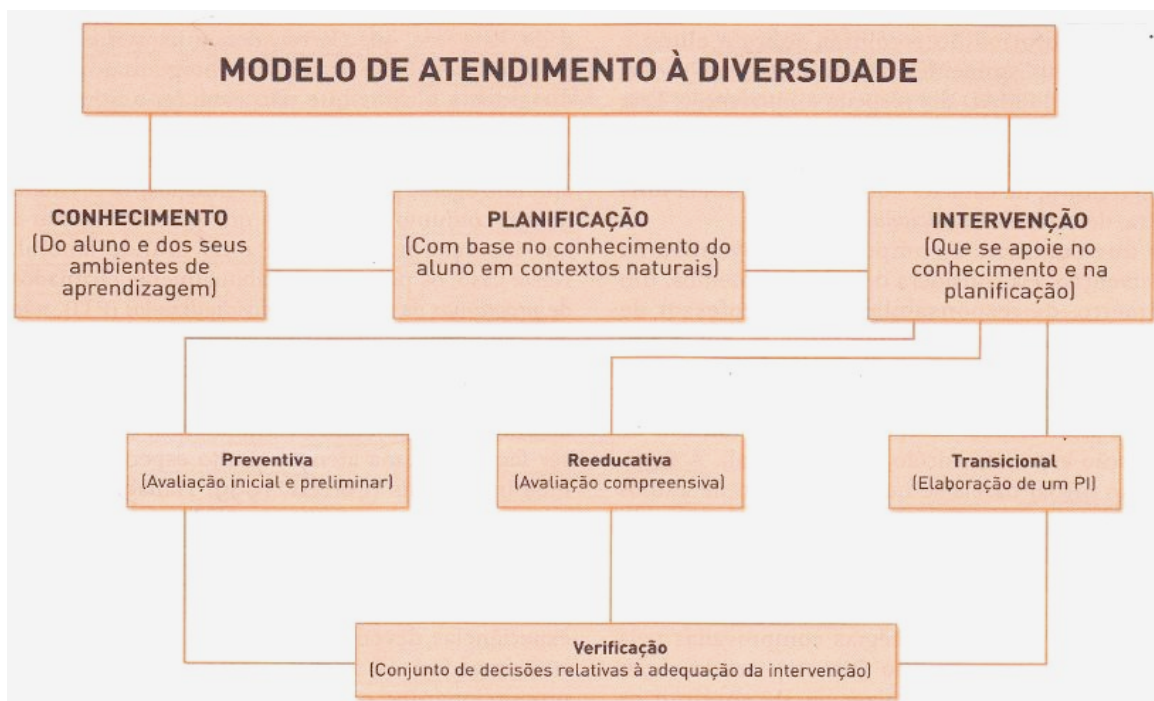 MODELO DE ATENDIMENTO À DIVERSIDADE
CONHECIMENTO
(Do aluno e dos seus
ambientes de
aprendizagem)
PLANIFICAÇÃO
(Com base no conhecimento do
aluno em contextos naturais)
INTERVENÇÃO
(Que se apoie no
conhecimento e na
planificação)
Preventiva
(Avaliação inicial e preliminar)
Reeducativa
(Avaliação compreensiva)
Transicional
(Elaboração de um PI)
Verificação
(Conjunto de decisões relativas à adequação da intervenção)